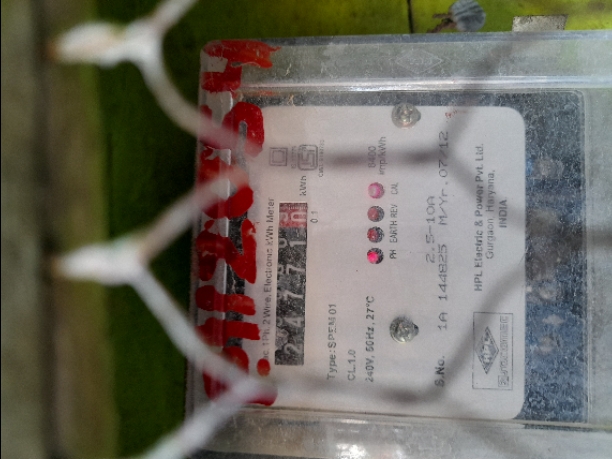 1Ph, 2 Wire, Electronic kWh Meter
kWh
0.1
Type: SPEM 01
CL.1.0
240V, 50Hz, 27°C
PH EARTH REV CAL
imp/kWh
2.5-10A
S.No. 1A 144825 M/Yr. 07/12
HPL Electric & Power Pvt. Ltd.
Gurgaon, Haryana,
INDIA